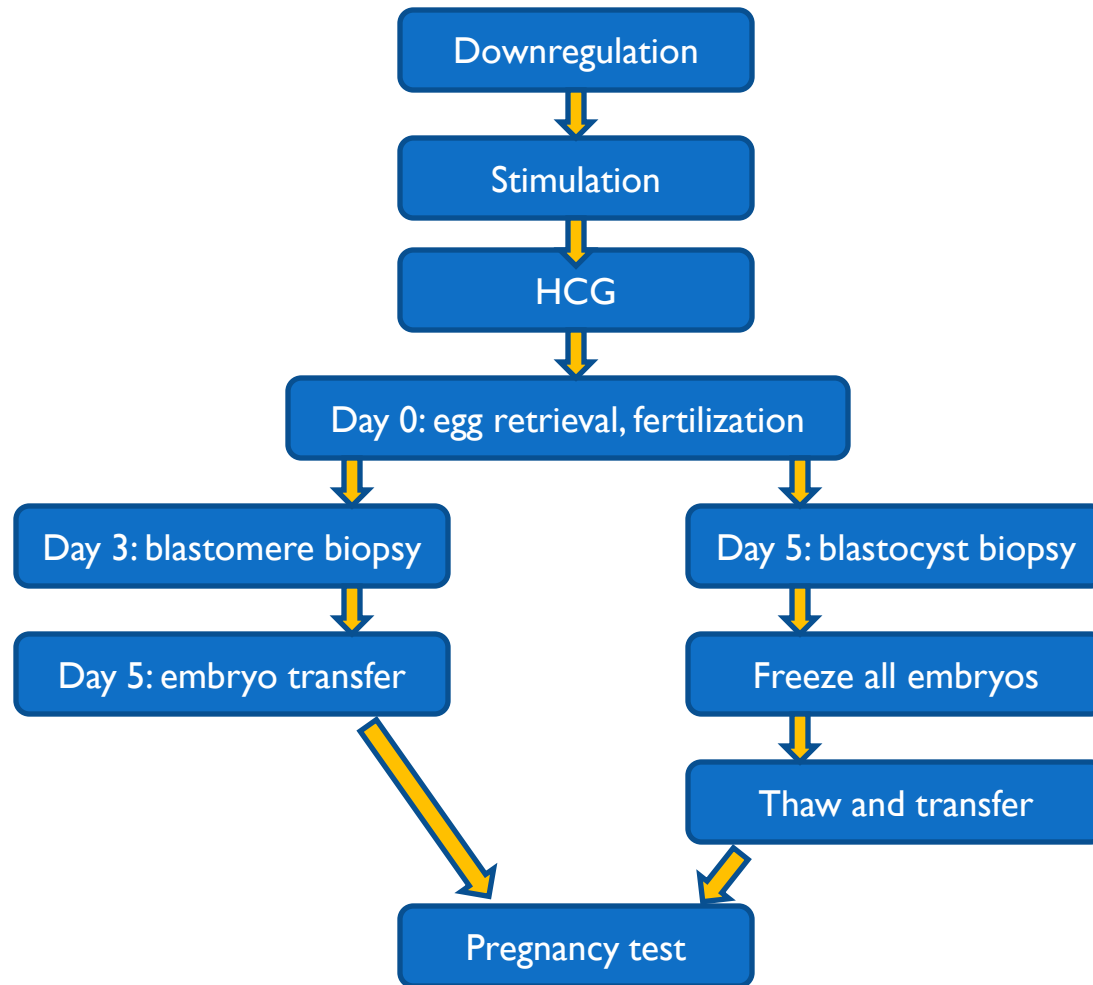 Downregulation
Stimulation
HCG
Day 0: egg retrieval, fertilization
Day 3: blastomere biopsy
Day 5: blastocyst biopsy
Day 5: embryo transfer
Freeze all embryos
Thaw and transfer
Pregnancy test